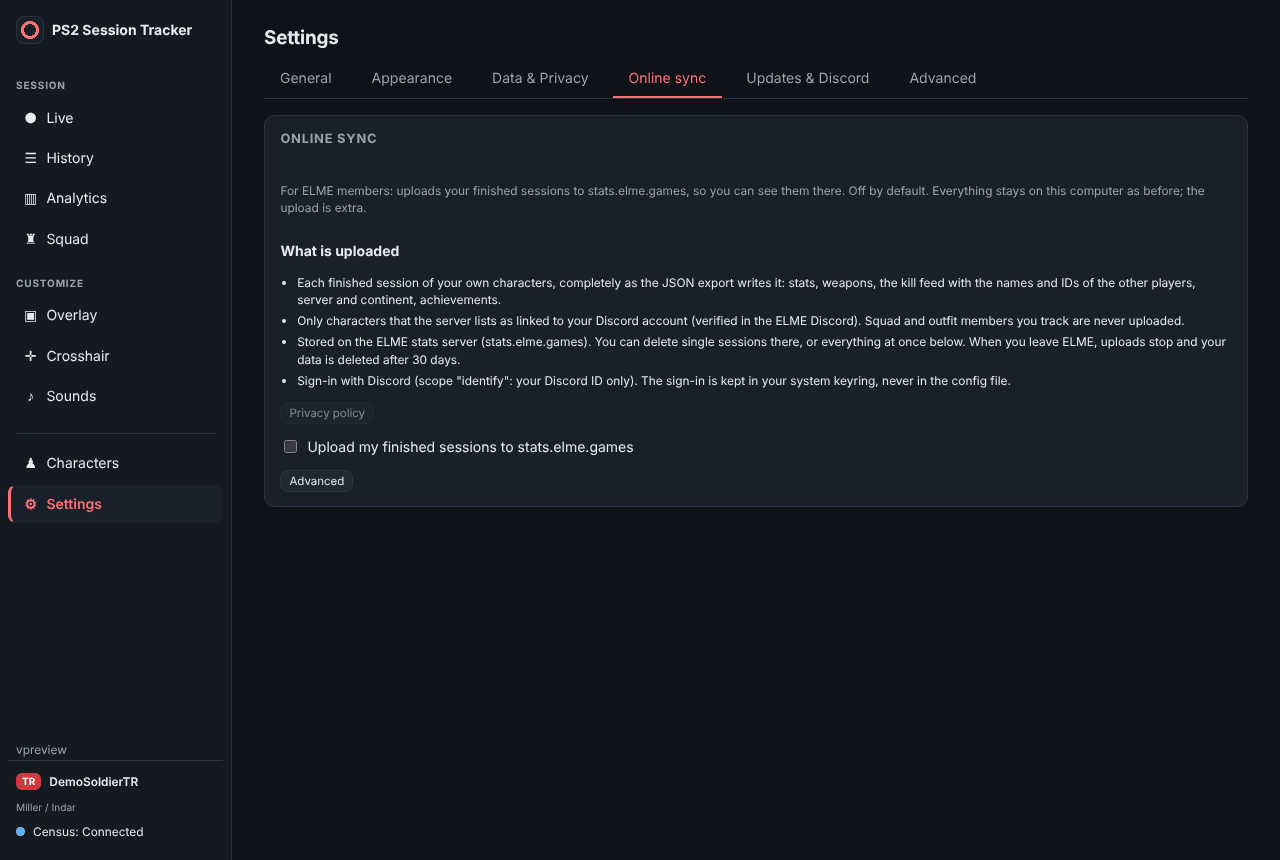 PS2 Session Tracker
SESSION
Live
History
Analytics
Squad
CUSTOMIZE
Overlay
Crosshair
Sounds
Characters
Settings
vpreview
TR DemoSoldierTR
Miller / Indar
Census: Connected
Settings
General Appearance Data & Privacy Online sync Updates & Discord Advanced
ONLINE SYNC
For ELME members: uploads your finished sessions to stats.elme.games, so you can see them there. Off by default. Everything stays on this computer as before; the
upload is extra.
What is uploaded
• Each finished session of your own characters, completely as the JSON export writes it: stats, weapons, the kill feed with the names and IDs of the other players,
server and continent, achievements.
• Only characters that the server lists as linked to your Discord account (verified in the ELME Discord). Squad and outfit members you track are never uploaded.
• Stored on the ELME stats server (stats.elme.games). You can delete single sessions there, or everything at once below. When you leave ELME, uploads stop and your
data is deleted after 30 days.
• Sign-in with Discord (scope "identify": your Discord ID only). The sign-in is kept in your system keyring, never in the config file.
Privacy policy
Upload my finished sessions to stats.elme.games
Advanced